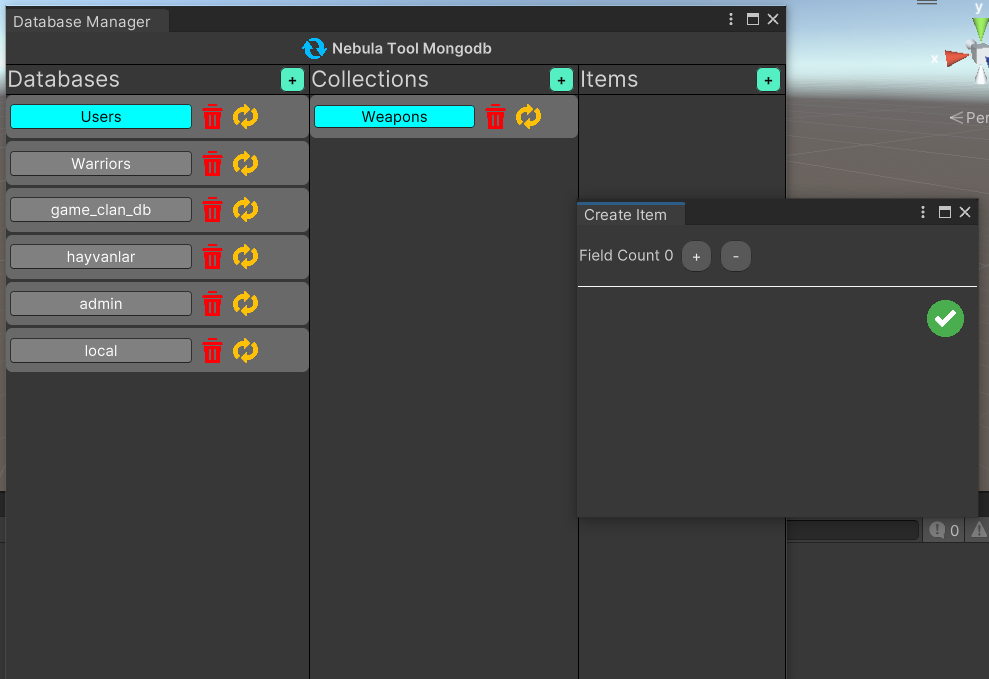 Database Manager
Nebula Tool Mongodb
Databases
+
Collections
+
Items
+
Users
Weapons
Warriors
game_clan_db
hayvanlar
admin
local
Create Item
Field Count 0
+
-
y
x
< Per
0